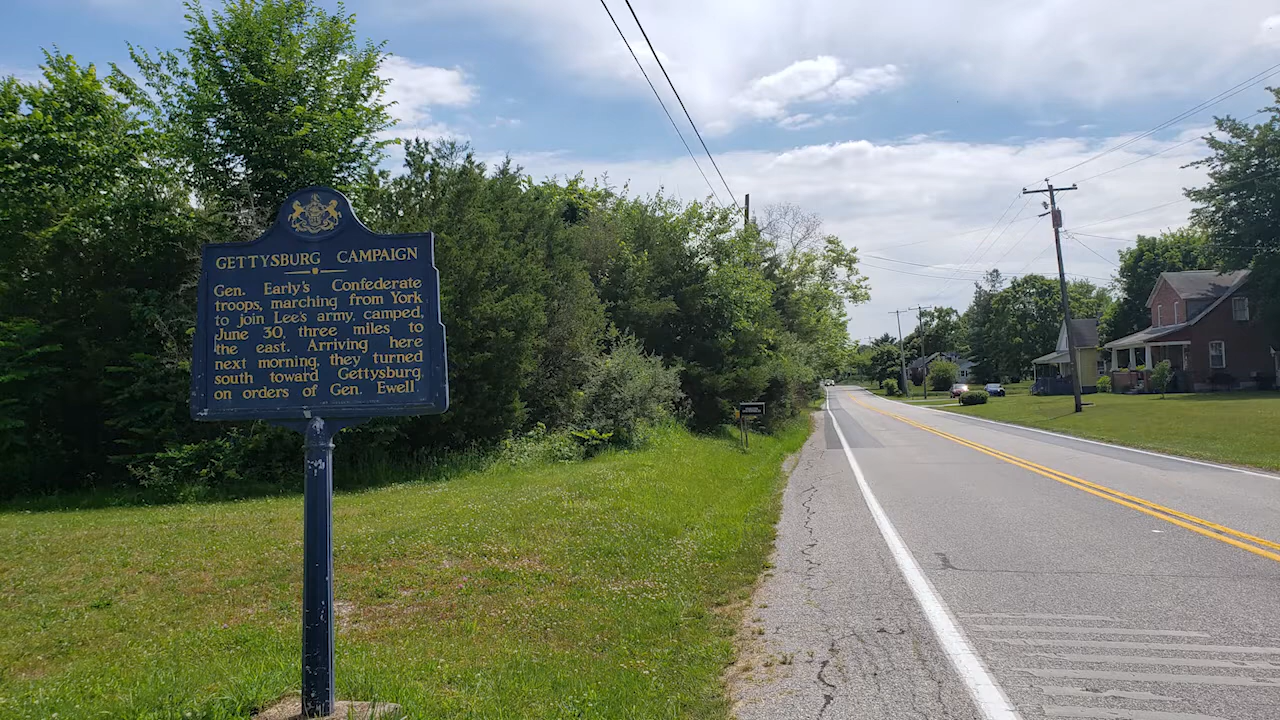 GETTYSBURG CAMPAIGN
Gen. Early's Confederate
troops, marching from York
to join Lee's army, camped,
June 30, three miles to
the east. Arriving here
next morning, they turned
south toward Gettysburg,
on orders of Gen. Ewell.